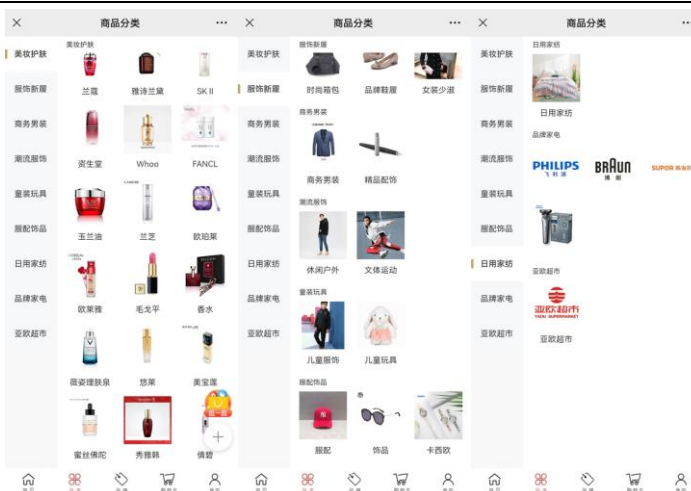 商品分类
美妆护肤
服饰新履
商务男装
潮流服饰
童装玩具
服配饰品
日用家纺
品牌家电
亚欧超市
美妆护肤
兰蔻
雅诗兰黛
SK II
资生堂
Whoo
FANCL
玉兰油
兰芝
欧珀莱
欧莱雅
毛戈平
香水
薇姿理肤泉
悠莱
美宝莲
蜜丝佛陀
秀雅韩
倩碧
商品分类
美妆护肤
服饰新履
商务男装
潮流服饰
童装玩具
服配饰品
日用家纺
品牌家电
亚欧超市
服饰新履
时尚箱包
品牌鞋履
女装少淑
商务男装
商务男装
精品配饰
潮流服饰
休闲户外
文体运动
童装玩具
儿童服饰
儿童玩具
服配饰品
服配
饰品
卡西欧
商品分类
美妆护肤
服饰新履
商务男装
潮流服饰
童装玩具
服配饰品
日用家纺
品牌家电
亚欧超市
日用家纺
日用家纺
品牌家电
PHILIPS
飞利浦
BRAUN
博朗
SUPOR
亚欧超市
亚欧超市
YAOU SUPERMARKET
亚欧超市